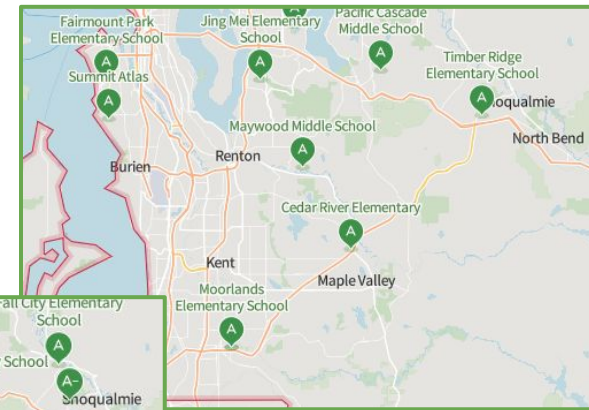 Fairmount Park
Elementary School
A
Summit Atlas
A
Jing Mei Elementary
School
A
Pacific Cascade
Middle School
A
Timber Ridge
Elementary School
A
North Bend
Maywood Middle School
A
Renton
Burien
Cedar River Elementary
A
Kent
Maple Valley
Moorlands
Elementary School
A
Fall City Elementary
School
A
School
A-